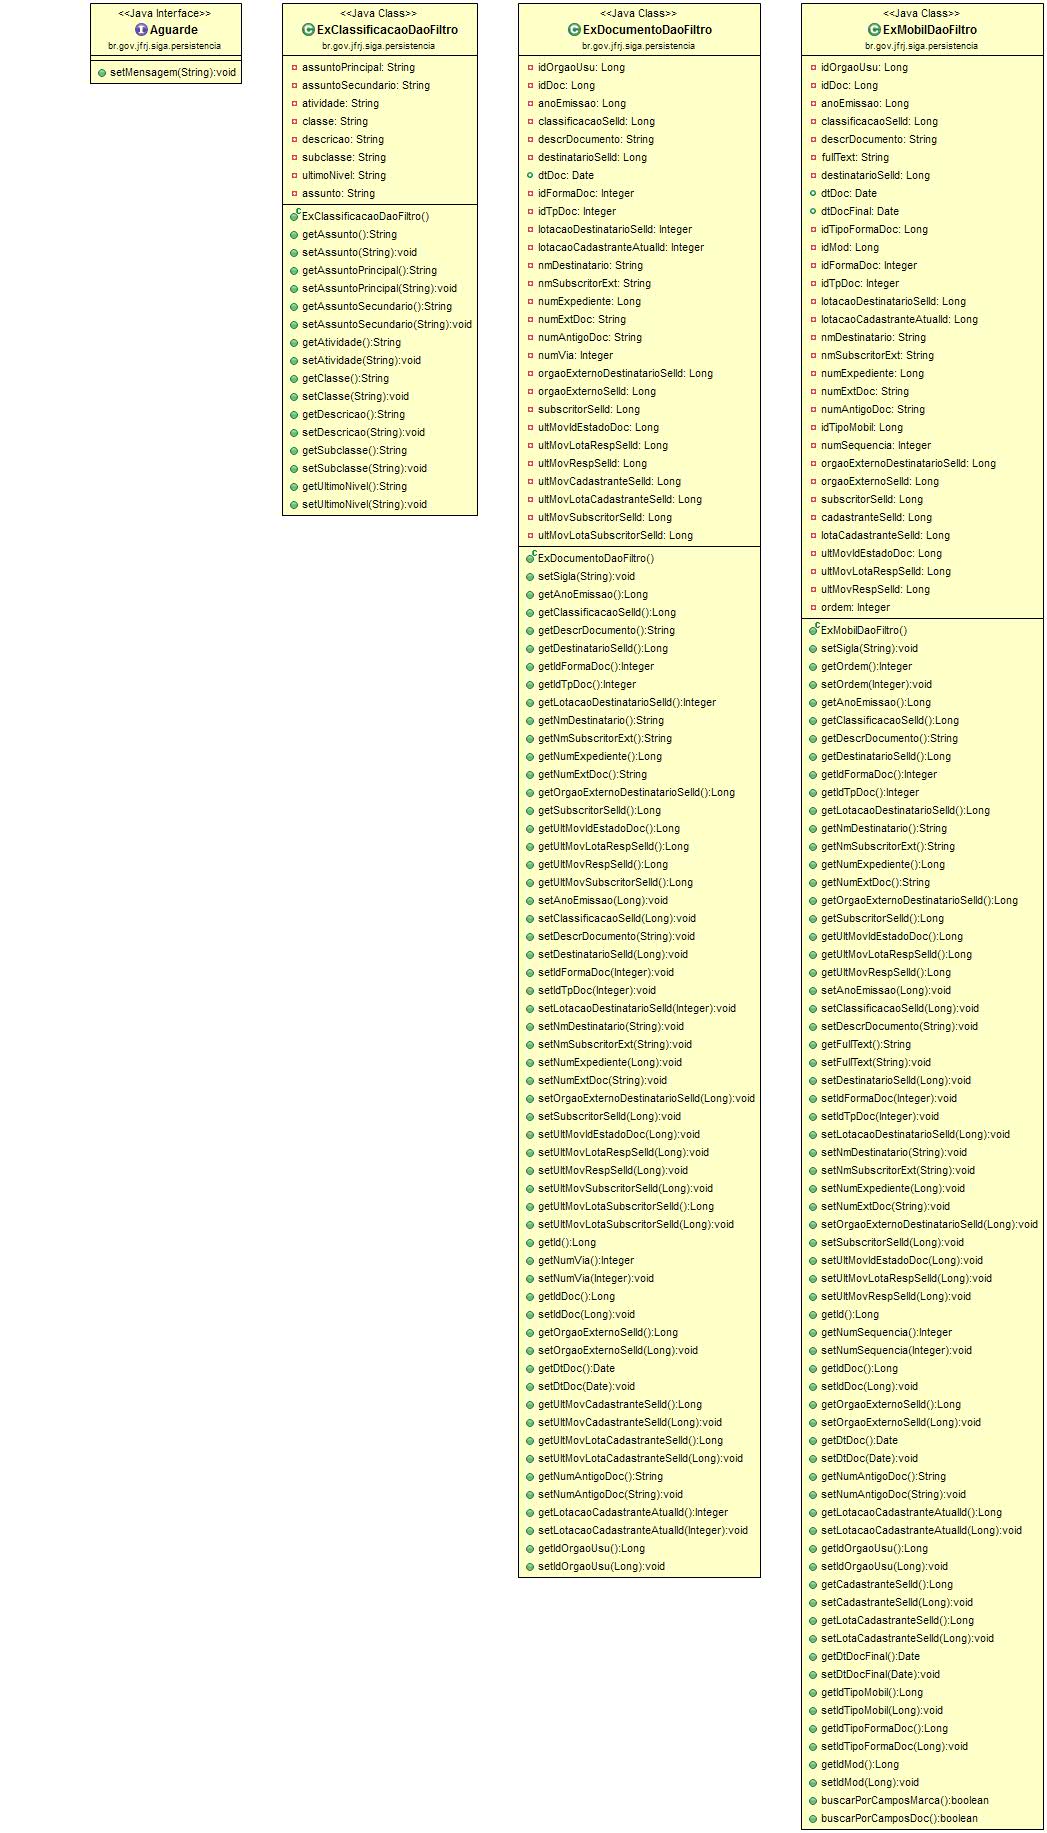 <<Java Interface>>
Aguarde
br.gov.jfrj.siga.persistencia
setMensagem(String):void
<<Java Class>>
ExClassificacaoDaoFiltro
br.gov.jfrj.siga.persistencia
assuntoPrincipal: String
assuntoSecundario: String
atividade: String
classe: String
descricao: String
subclasse: String
ultimoNivel: String
assunto: String
ExClassificacaoDaoFiltro()
getAssunto():String
setAssunto(String):void
getAssuntoPrincipal():String
setAssuntoPrincipal(String):void
getAssuntoSecundario():String
setAssuntoSecundario(String):void
getAtividade():String
setAtividade(String):void
getClasse():String
setClasse(String):void
getDescricao():String
setDescricao(String):void
getSubclasse():String
setSubclasse(String):void
getUltimoNivel():String
setUltimoNivel(String):void
<<Java Class>>
ExDocumentoDaoFiltro
br.gov.jfrj.siga.persistencia
idOrgaoUsu: Long
idDoc: Long
anoEmissao: Long
classificacaoSelId: Long
descrDocumento: String
destinatarioSelId: Long
dtDoc: Date
idFormaDoc: Integer
idTpDoc: Integer
lotacaoDestinatarioSelId: Integer
lotacaoCadastranteAtualId: Integer
nmDestinatario: String
nmSubscritorExt: String
numExpediente: Long
numExtDoc: String
numAntigoDoc: String
numVia: Integer
orgaoExternoDestinatarioSelId: Long
orgaoExternoSelId: Long
subscritorSelId: Long
ultMovIdEstadoDoc: Long
ultMovLotaRespSelId: Long
ultMovRespSelId: Long
ultMovCadastranteSelId: Long
ultMovLotaCadastranteSelId: Long
ultMovSubscritorSelId: Long
ultMovLotaSubscritorSelId: Long
ExDocumentoDaoFiltro()
setSigla(String):void
getAnoEmissao():Long
getClassificacaoSelId():Long
getDescrDocumento():String
getDestinatarioSelId():Long
getIdFormaDoc():Integer
getIdTpDoc():Integer
getLotacaoDestinatarioSelId():Integer
getNmDestinatario():String
getNmSubscritorExt():String
getNumExpediente():Long
getNumExtDoc():String
getOrgaoExternoDestinatarioSelId():Long
getSubscritorSelId():Long
getUltMovIdEstadoDoc():Long
getUltMovLotaRespSelId():Long
getUltMovRespSelId():Long
getUltMovSubscritorSelId():Long
setAnoEmissao(Long):void
setClassificacaoSelId(Long):void
setDescrDocumento(String):void
setDestinatarioSelId(Long):void
setIdFormaDoc(Integer):void
setIdTpDoc(Integer):void
setLotacaoDestinatarioSelId(Integer):void
setNmDestinatario(String):void
setNmSubscritorExt(String):void
setNumExpediente(Long):void
setNumExtDoc(String):void
setOrgaoExternoDestinatarioSelId(Long):void
setSubscritorSelId(Long):void
setUltMovIdEstadoDoc(Long):void
setUltMovLotaRespSelId(Long):void
setUltMovRespSelId(Long):void
setUltMovSubscritorSelId(Long):void
getUltMovLotaSubscritorSelId():Long
setUltMovLotaSubscritorSelId(Long):void
getId():Long
getNumVia():Integer
setNumVia(Integer):void
getIdDoc():Long
setIdDoc(Long):void
getOrgaoExternoSelId():Long
setOrgaoExternoSelId(Long):void
getDtDoc():Date
setDtDoc(Date):void
getUltMovCadastranteSelId():Long
setUltMovCadastranteSelId(Long):void
getUltMovLotaCadastranteSelId():Long
setUltMovLotaCadastranteSelId(Long):void
getNumAntigoDoc():String
setNumAntigoDoc(String):void
getLotacaoCadastranteAtualId():Integer
setLotacaoCadastranteAtualId(Integer):void
getIdOrgaoUsu():Long
setIdOrgaoUsu(Long):void
<<Java Class>>
ExMobilDaoFiltro
br.gov.jfrj.siga.persistencia
idOrgaoUsu: Long
idDoc: Long
anoEmissao: Long
classificacaoSelId: Long
descrDocumento: String
fullText: String
destinatarioSelId: Long
dtDoc: Date
dtDocFinal: Date
idTipoFormaDoc: Long
idMod: Long
idFormaDoc: Integer
idTpDoc: Integer
lotacaoDestinatarioSelId: Long
lotacaoCadastranteAtualId: Long
nmDestinatario: String
nmSubscritorExt: String
numExpediente: Long
numExtDoc: String
numAntigoDoc: String
idTipoMobil: Long
numSequencia: Integer
orgaoExternoDestinatarioSelId: Long
orgaoExternoSelId: Long
subscritorSelId: Long
cadastranteSelId: Long
lotaCadastranteSelId: Long
ultMovIdEstadoDoc: Long
ultMovLotaRespSelId: Long
ultMovRespSelId: Long
ordem: Integer
ExMobilDaoFiltro()
setSigla(String):void
getOrdem():Integer
setOrdem(Integer):void
getAnoEmissao():Long
getClassificacaoSelId():Long
getDescrDocumento():String
getDestinatarioSelId():Long
getIdFormaDoc():Integer
getIdTpDoc():Integer
getLotacaoDestinatarioSelId():Long
getNmDestinatario():String
getNmSubscritorExt():String
getNumExpediente():Long
getNumExtDoc():String
getOrgaoExternoDestinatarioSelId():Long
getSubscritorSelId():Long
getUltMovIdEstadoDoc():Long
getUltMovLotaRespSelId():Long
getUltMovRespSelId():Long
setAnoEmissao(Long):void
setClassificacaoSelId(Long):void
setDescrDocumento(String):void
getFullText():String
setFullText(String):void
setDestinatarioSelId(Long):void
setIdFormaDoc(Integer):void
setIdTpDoc(Integer):void
setLotacaoDestinatarioSelId(Long):void
setNmDestinatario(String):void
setNmSubscritorExt(String):void
setNumExpediente(Long):void
setNumExtDoc(String):void
setOrgaoExternoDestinatarioSelId(Long):void
setSubscritorSelId(Long):void
setUltMovIdEstadoDoc(Long):void
setUltMovLotaRespSelId(Long):void
setUltMovRespSelId(Long):void
getId():Long
getNumSequencia():Integer
setNumSequencia(Integer):void
getIdDoc():Long
setIdDoc(Long):void
getOrgaoExternoSelId():Long
setOrgaoExternoSelId(Long):void
getDtDoc():Date
setDtDoc(Date):void
getNumAntigoDoc():String
setNumAntigoDoc(String):void
getLotacaoCadastranteAtualId():Long
setLotacaoCadastranteAtualId(Long):void
getIdOrgaoUsu():Long
setIdOrgaoUsu(Long):void
getCadastranteSelId():Long
setCadastranteSelId(Long):void
getLotaCadastranteSelId():Long
setLotaCadastranteSelId(Long):void
getDtDocFinal():Date
setDtDocFinal(Date):void
getIdTipoMobil():Long
setIdTipoMobil(Long):void
getIdTipoFormaDoc():Long
setIdTipoFormaDoc(Long):void
getIdMod():Long
setIdMod(Long):void
buscarPorCamposMarca():boolean
buscarPorCamposDoc():boolean